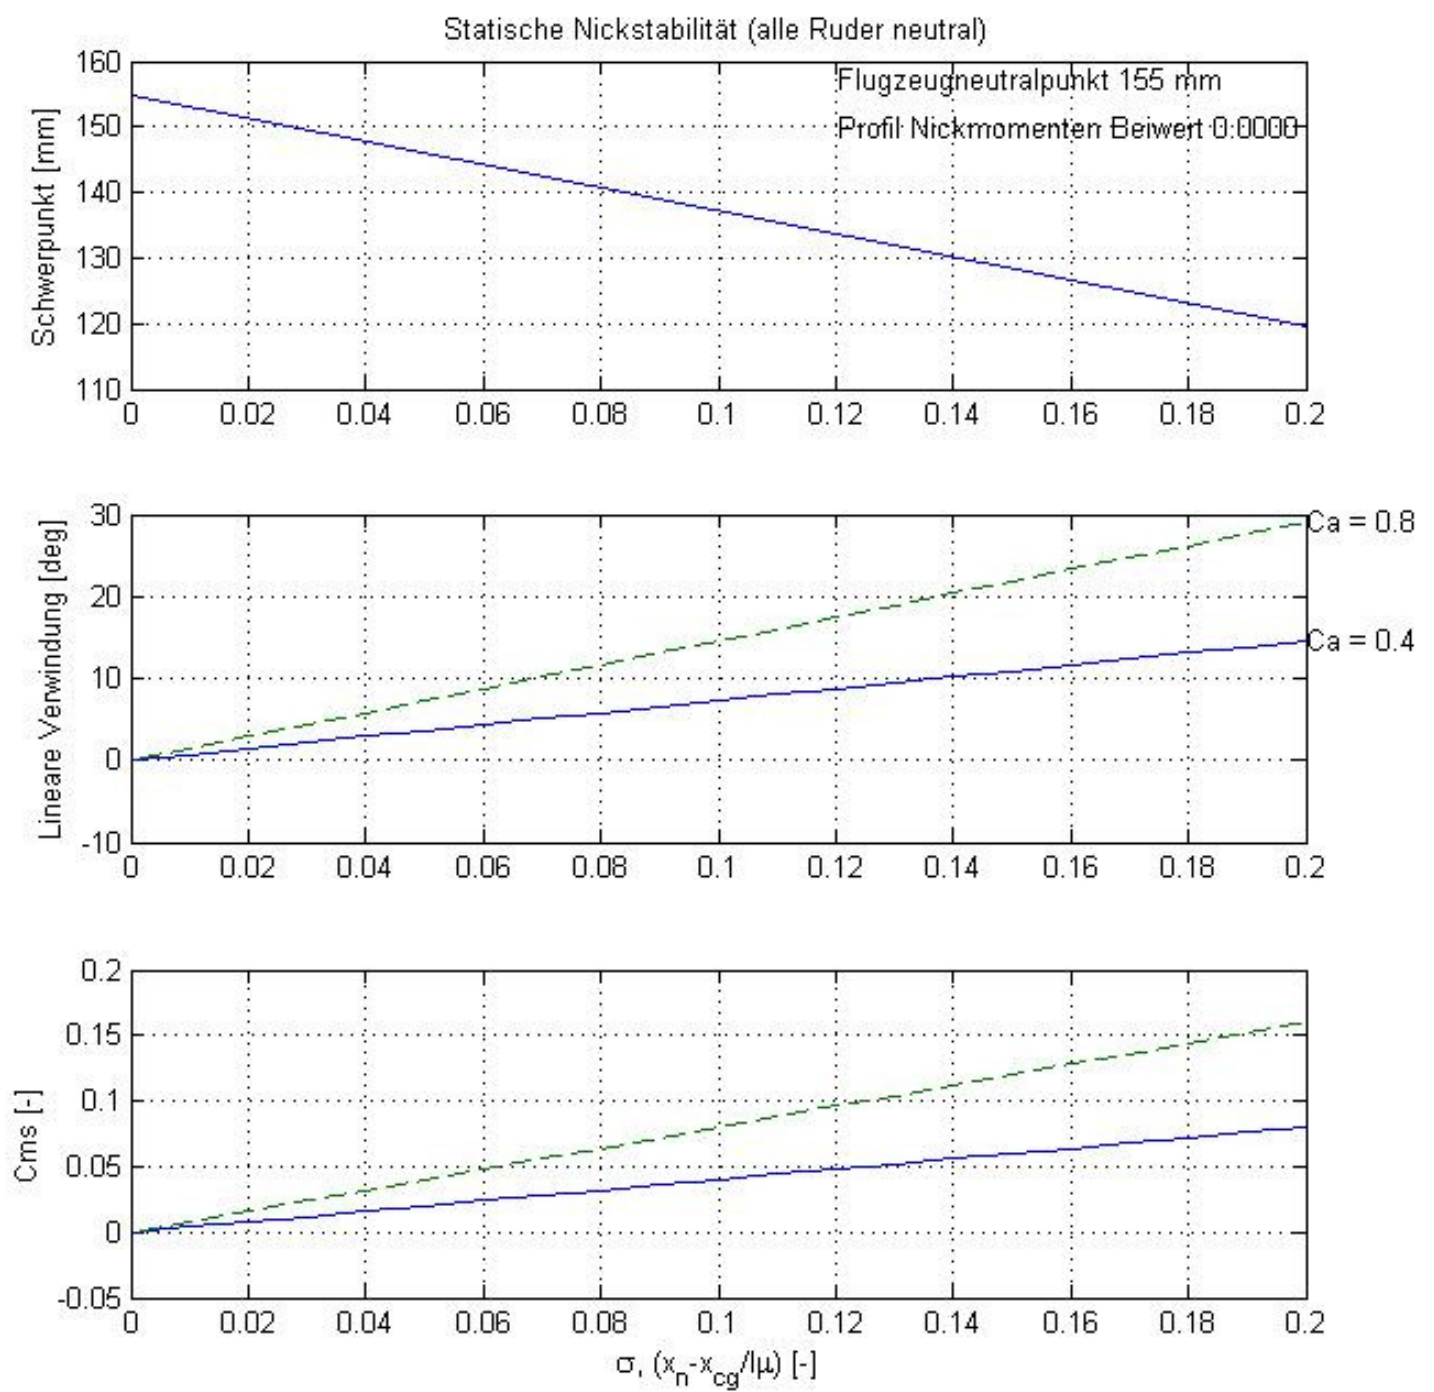 Statische Nickstabilität (alle Ruder neutral)
160
150
140
130
120
110
Schwerpunkt [mm]
Flugzeugneutralpunkt 155 mm
Profil Nickmomenten Beiwert 0.0000
0 0.02 0.04 0.06 0.08 0.1 0.12 0.14 0.16 0.18 0.2
30
20
10
0
-10
Lineare Verwindung [deg]
Ca = 0.8
Ca = 0.4
0 0.02 0.04 0.06 0.08 0.1 0.12 0.14 0.16 0.18 0.2
0.2
0.15
0.1
0.05
0
-0.05
Cms [-]
0 0.02 0.04 0.06 0.08 0.1 0.12 0.14 0.16 0.18 0.2
σ, (xn-xcg/lμ) [-]